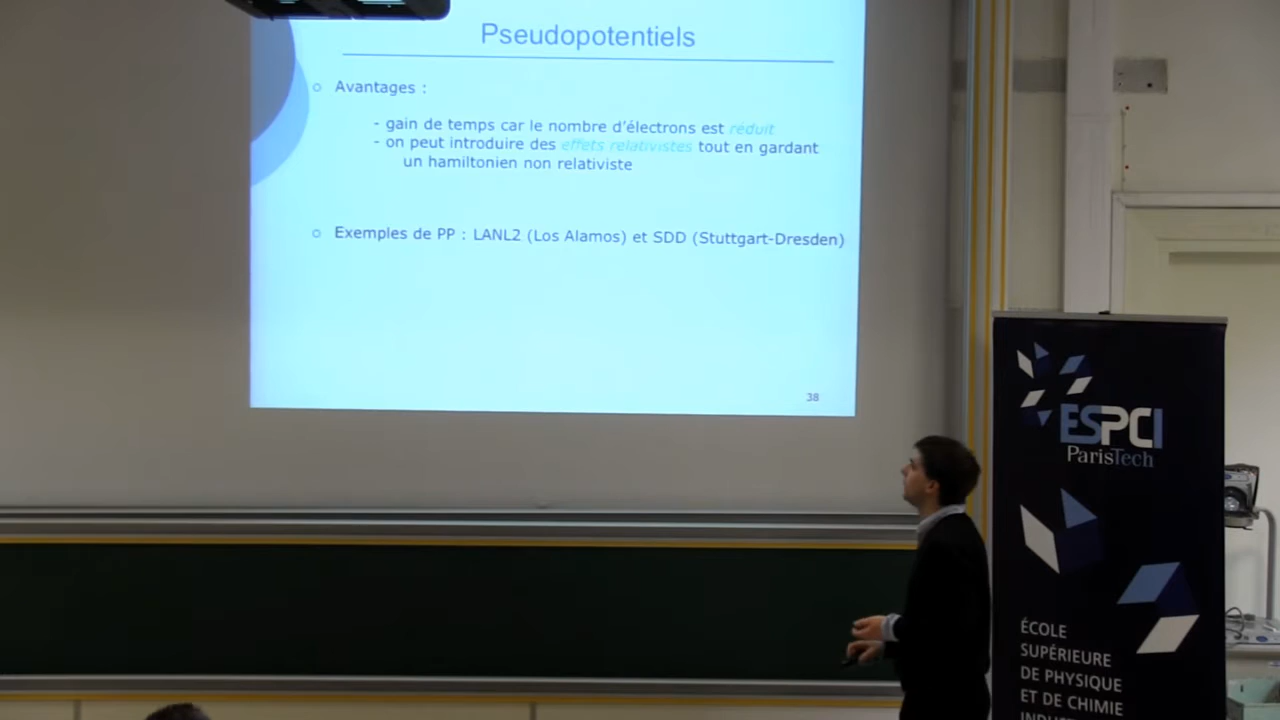 Pseudopotentiels
Avantages :
- gain de temps car le nombre d'électrons est réduit
- on peut introduire des effets relativistes tout en gardant
un hamiltonien non relativiste
Exemples de PP : LANL2 (Los Alamos) et SDD (Stuttgart-Dresden)
38
ESPCI
ParisTech
ÉCOLE
SUPÉRIEURE
DE PHYSIQUE
ET DE CHIMIE